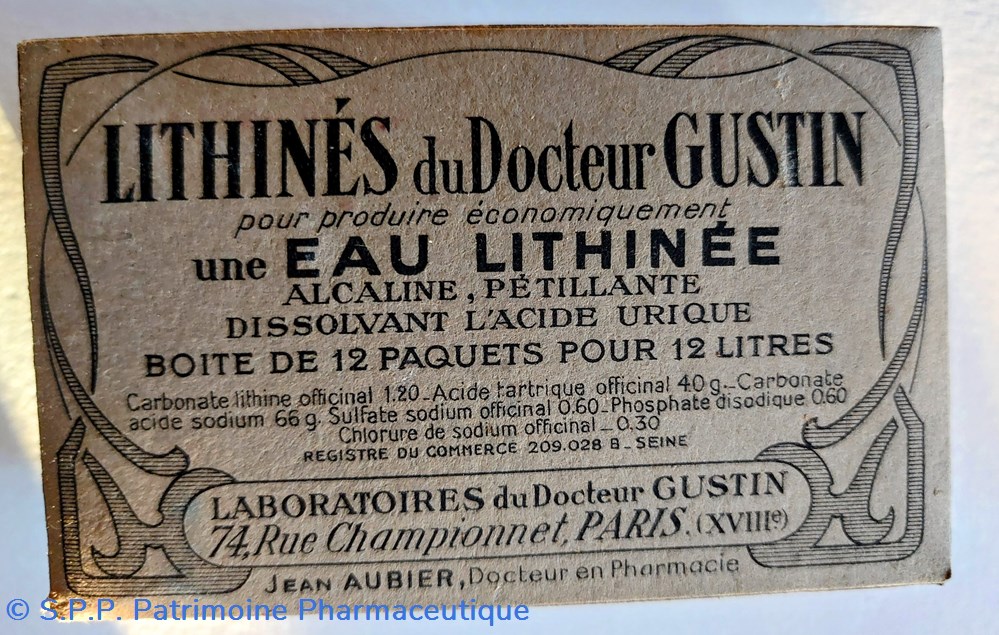 LITHINÉS du Docteur GUSTIN
pour produire économiquement
une EAU LITHINÉE
ALCALINE, PÉTILLANTE
DISSOLVANT L'ACIDE URIQUE
BOITE DE 12 PAQUETS POUR 12 LITRES
Carbonate lithine officinal 1.20_Acide tartrique officinal 40 g._Carbonate
acide sodium 66 g. Sulfate sodium officinal 0.60_Phosphate disodique 0.60
Chlorure de sodium officinal _ 0.30
REGISTRE DU COMMERCE 209.028 B_SEINE
LABORATOIRES du Docteur GUSTIN
74, Rue Championnet, PARIS. (XVIIIe)
JEAN AUBIER, Docteur en Pharmacie
© S.P.P. Patrimoine Pharmaceutique